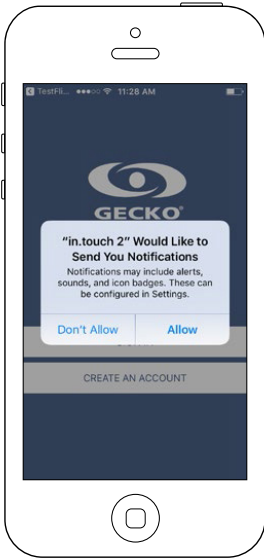 TestFli... 11:28 AM
GECKO
"in.touch 2" Would Like to
Send You Notifications
Notifications may include alerts,
sounds, and icon badges. These can
be configured in Settings.
Don't Allow Allow
CREATE AN ACCOUNT